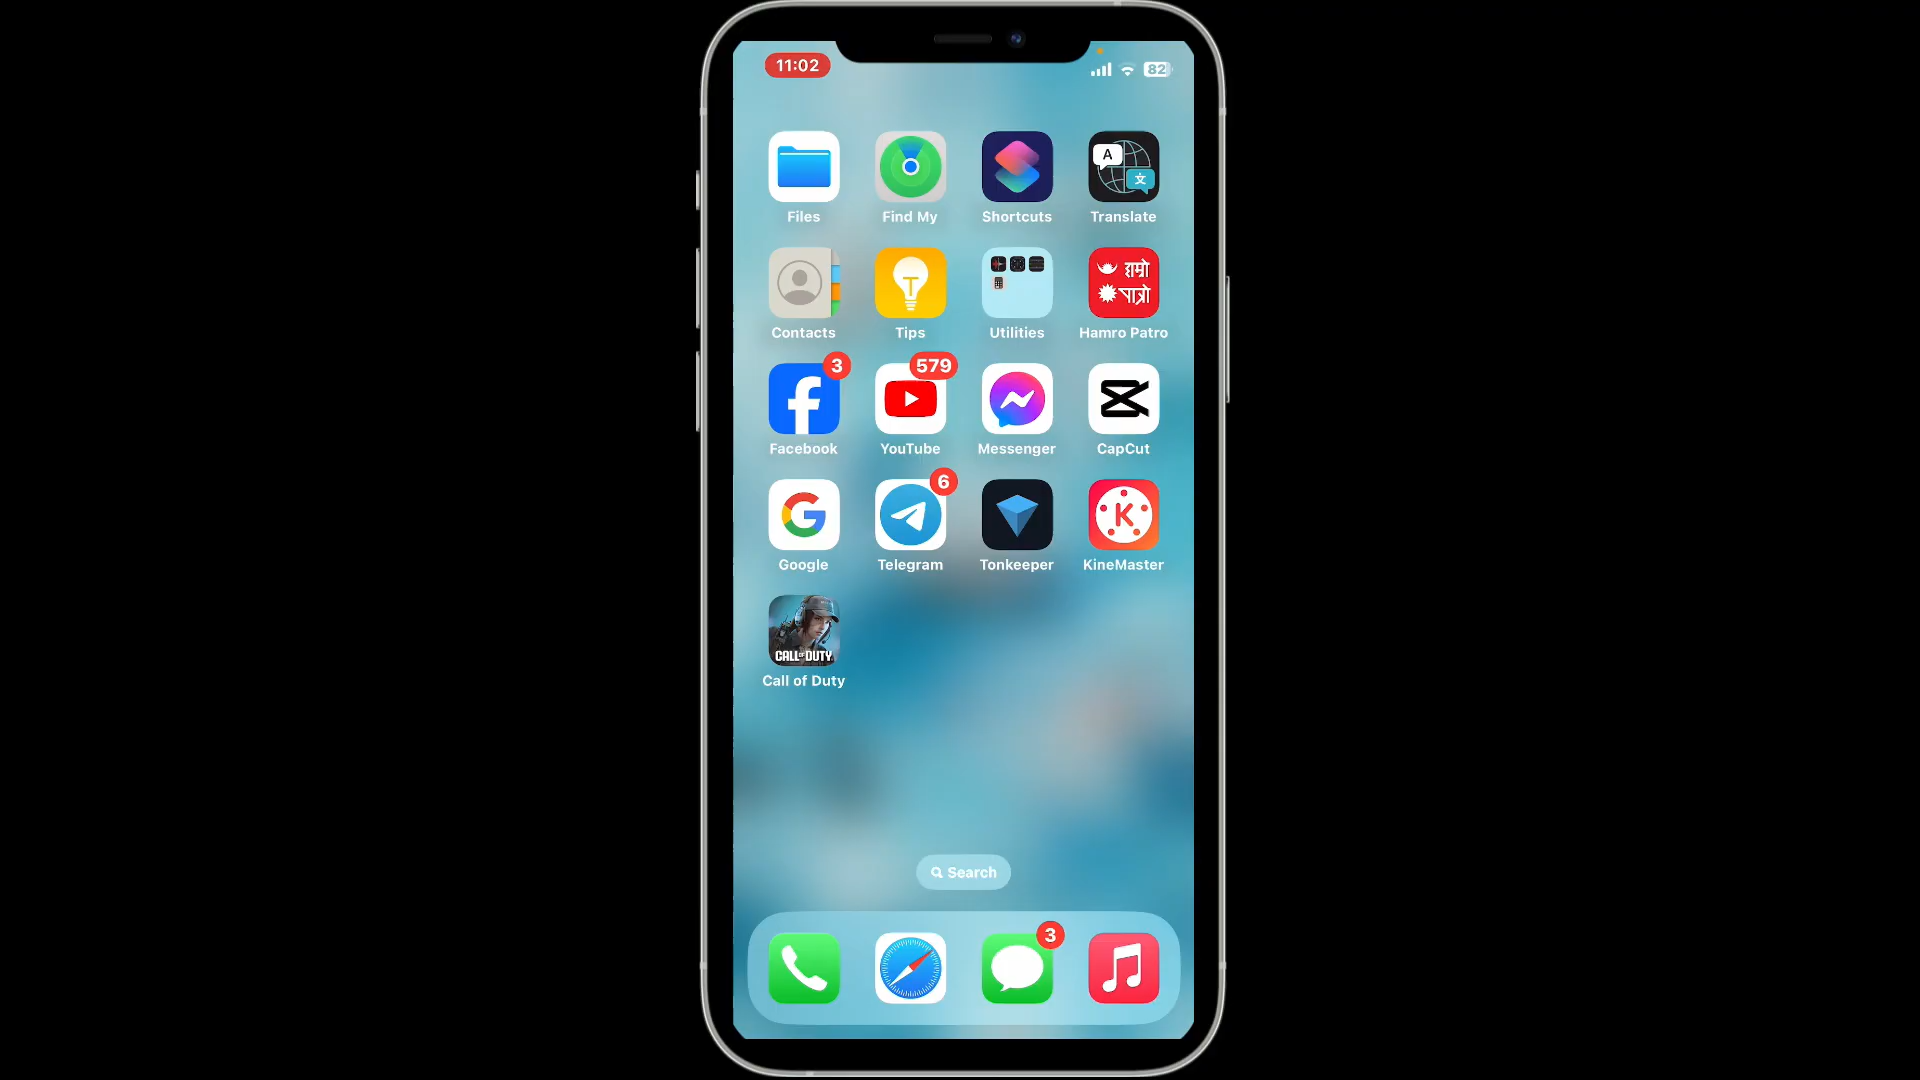 11:02
82
A
文
Files
Find My
Shortcuts
Translate
हाम्रो
पात्रो
Contacts
Tips
Utilities
Hamro Patro
3
579
Facebook
YouTube
Messenger
CapCut
6
K
Google
Telegram
Tonkeeper
KineMaster
CALL OF DUTY
Call of Duty
Search
3